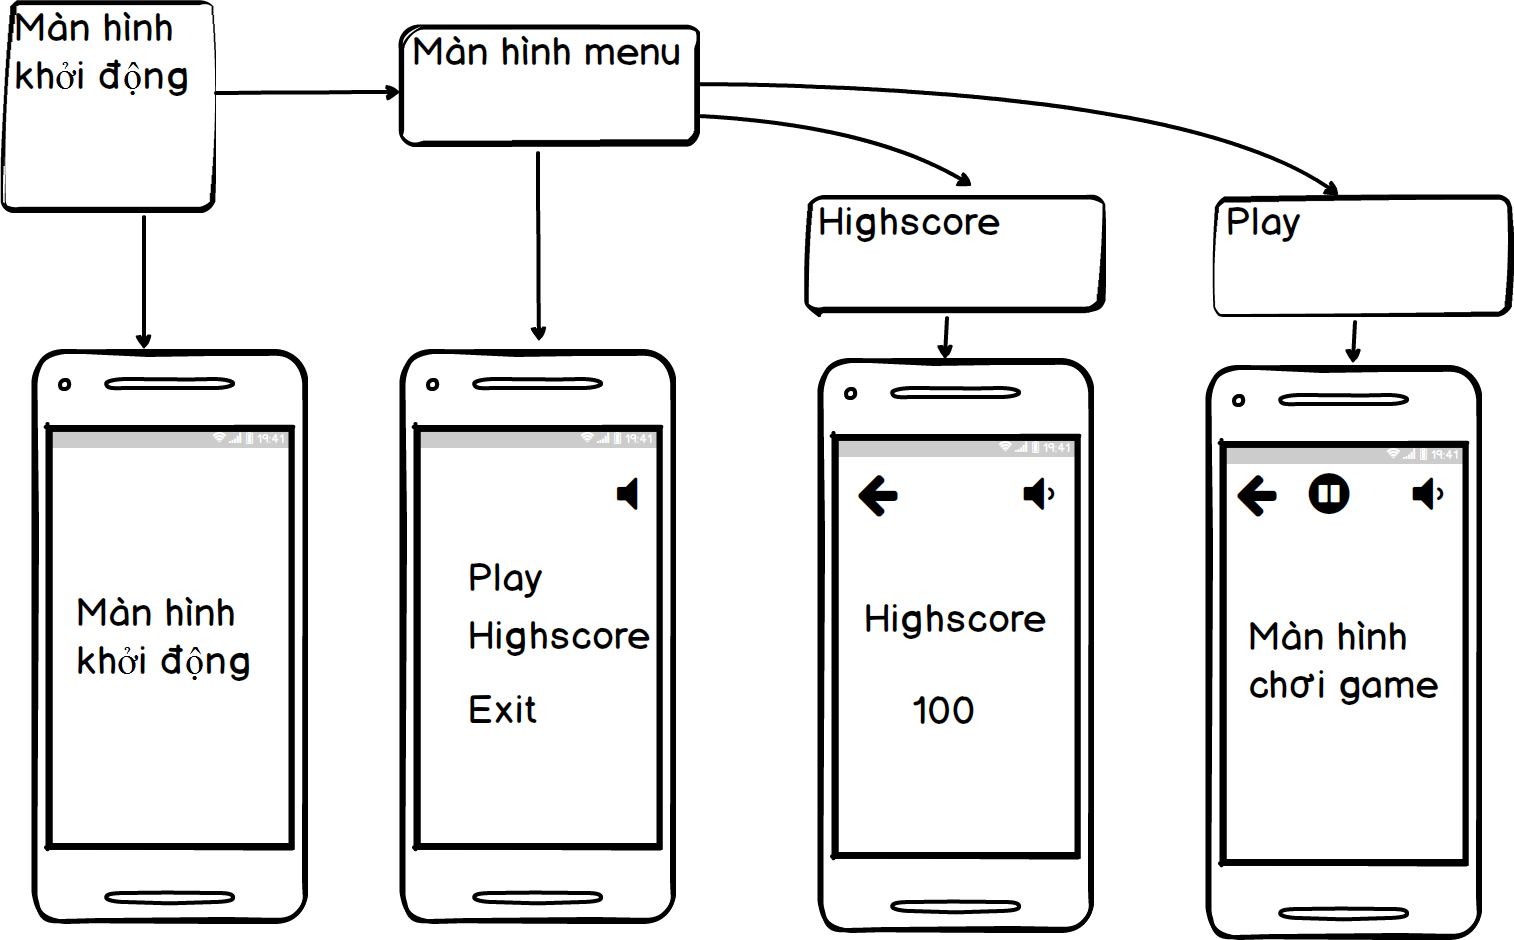 Màn hình
khởi động
Màn hình menu
Highscore
Play
19:41
Màn hình
khởi động
19:41
Play
Highscore
Exit
19:41
Highscore
100
19:41
Màn hình
chơi game